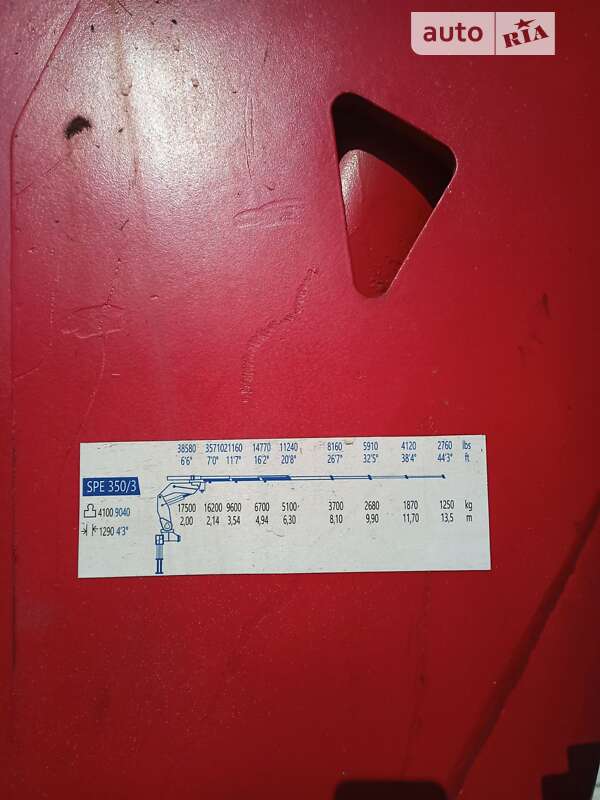 auto RIA
38580 35710 21160 14770 11240 8160 5910 4120 2760 lbs
6'6" 7'0" 11'7" 16'2" 20'8" 26'7" 32'5" 38'4" 44'3" ft
SPE 350/3
4100 9040
17500 16200 9600 6700 5100 3700 2680 1870 1250 kg
2,00 2,14 3,54 4,94 6,30 8,10 9,90 11,70 13,5 m
1290 4'3"